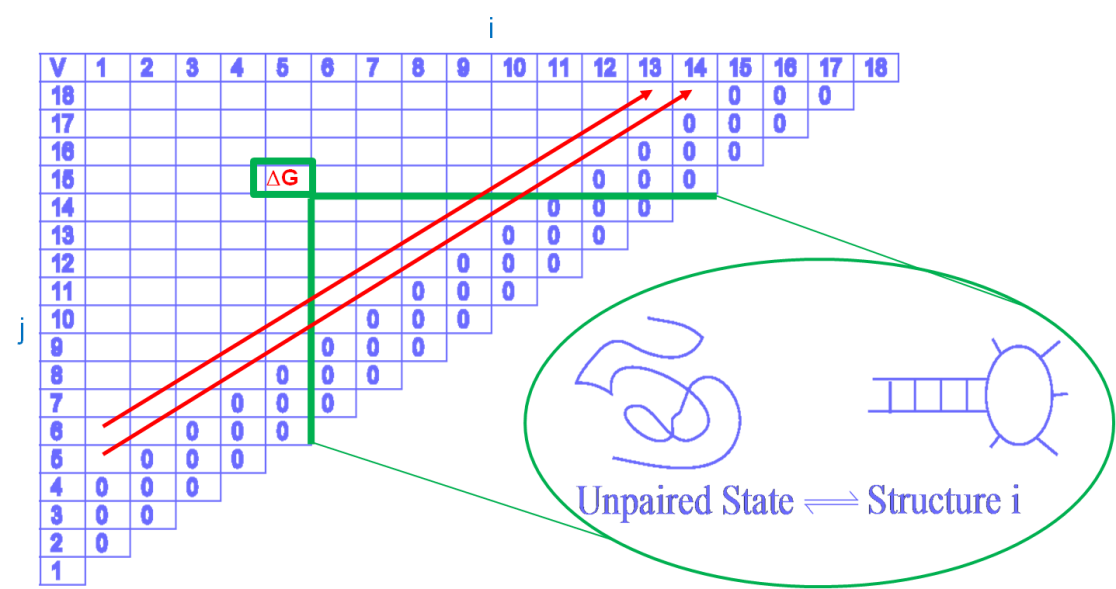 i
V 1 2 3 4 5 6 7 8 9 10 11 12 13 14 15 16 17 18
18 0 0 0
17 0 0 0
16 0 0 0
15 ΔG 0 0 0
14 0 0 0
13 0 0 0
12 0 0 0
11 0 0 0
10 0 0 0
j
9 0 0 0
8 0 0 0
7 0 0 0
6 0 0 0
5 0 0 0
4 0 0 0
3 0 0
2 0
1
Unpaired State ⇌ Structure i